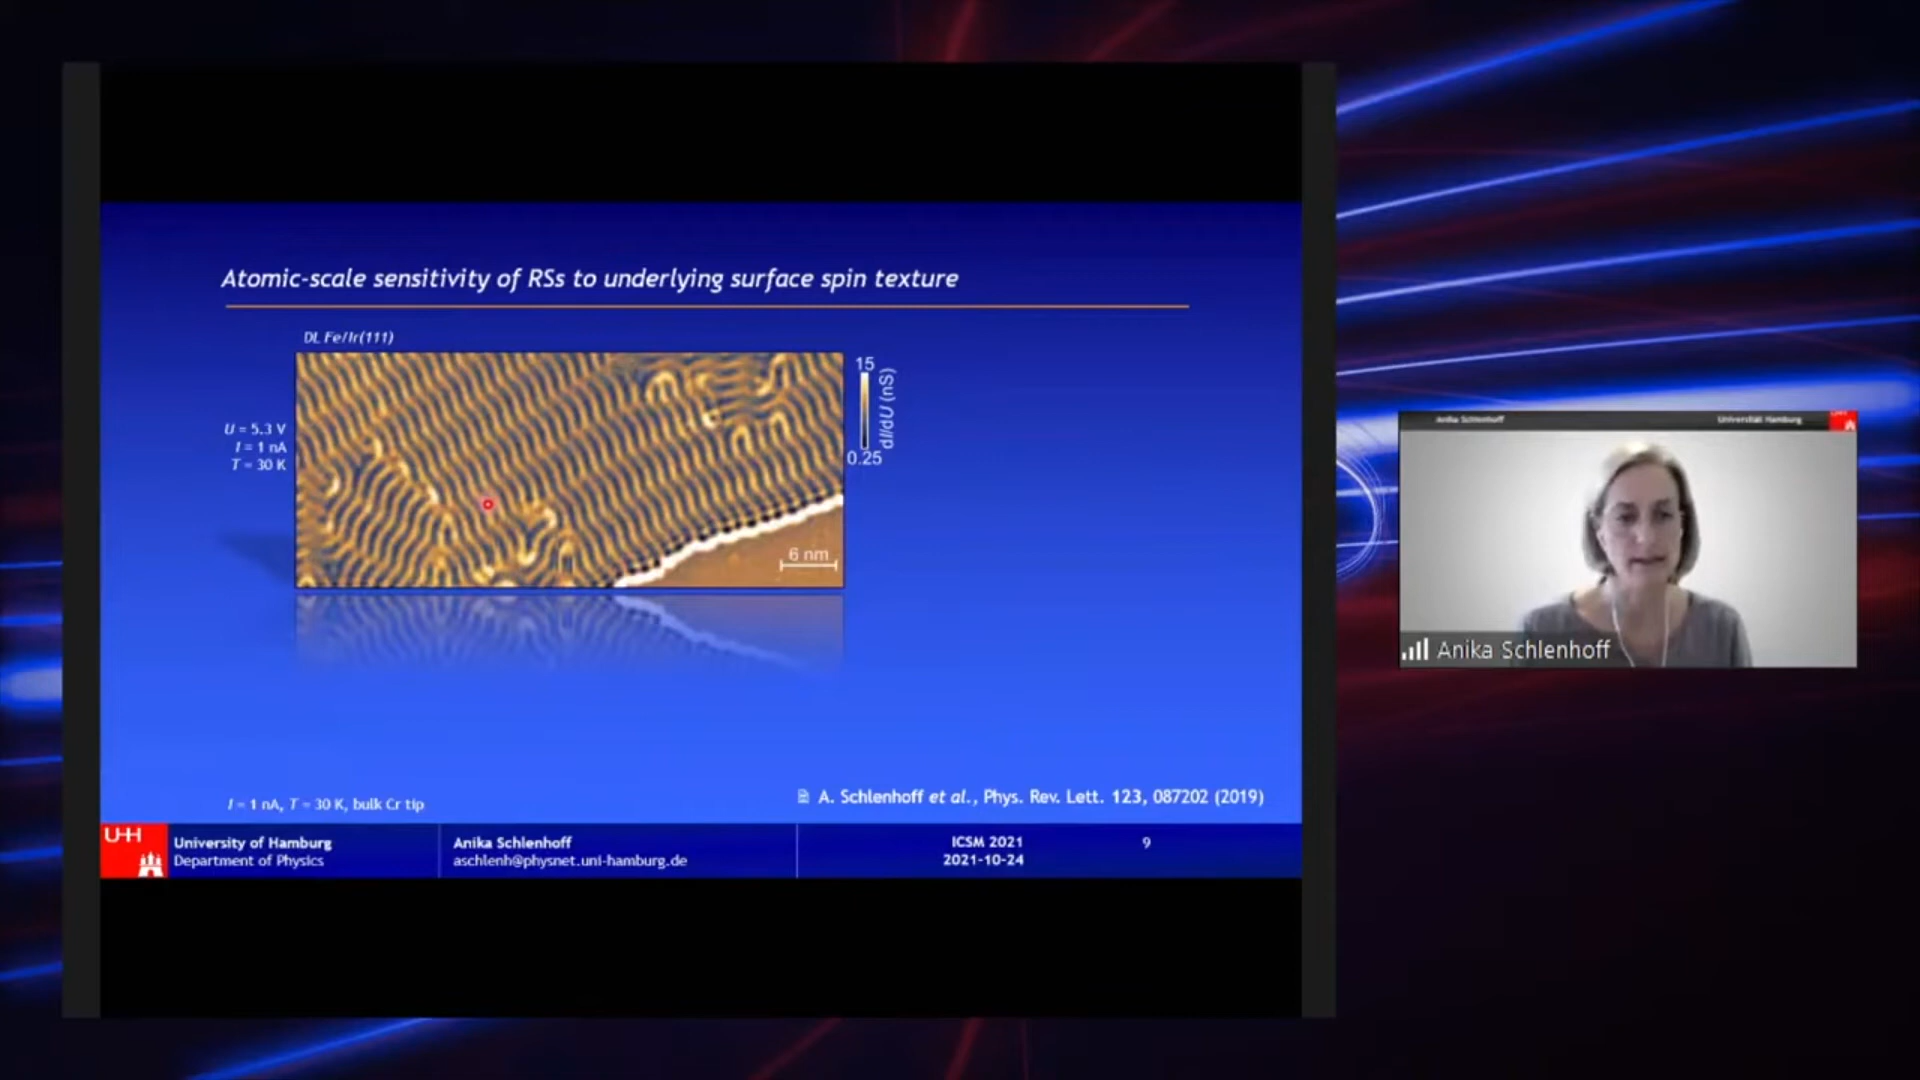 Atomic-scale sensitivity of RSs to underlying surface spin texture
DL Fe/Ir(111)
U = 5.3 V
I = 1 nA
T = 30 K
15
dI/dU (nS)
0.25
6 nm
I = 1 nA, T = 30 K, bulk Cr tip
A. Schlenhoff et al., Phys. Rev. Lett. 123, 087202 (2019)
UHH
University of Hamburg
Department of Physics
Anika Schlenhoff
aschlenh@physnet.uni-hamburg.de
ICSM 2021
2021-10-24
9
Anika Schlenhoff
Universität Hamburg
Anika Schlenhoff